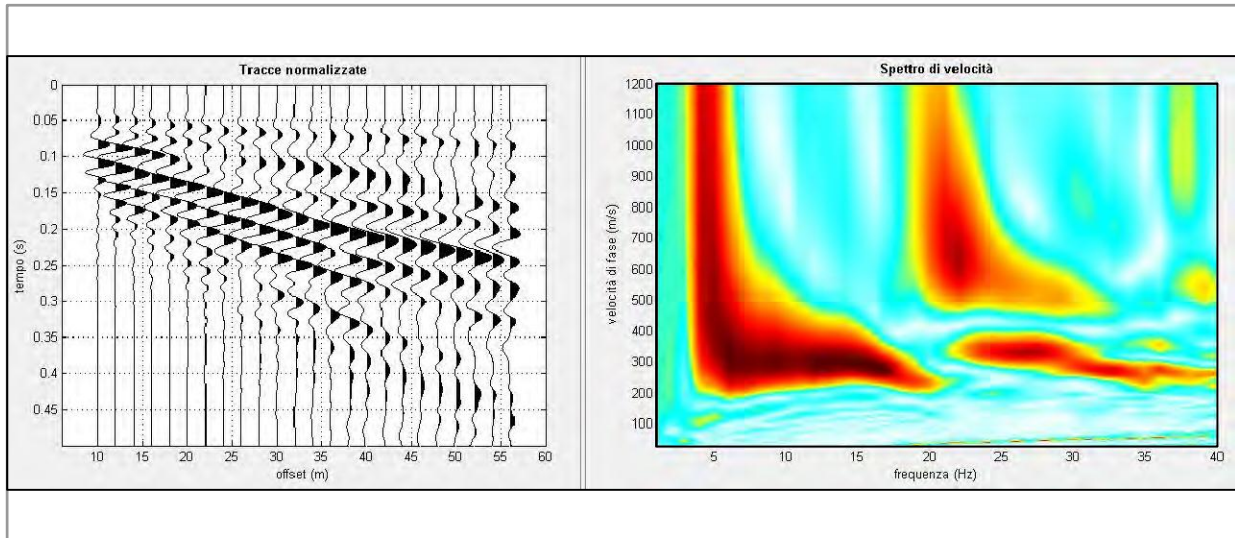 Tracce normalizzate
0
0.05
0.1
0.15
0.2
0.25
0.3
0.35
0.4
0.45
tempo (s)
10 15 20 25 30 35 40 45 50 55 60
offset (m)
Spettro di velocità
1200
1100
1000
900
800
700
600
500
400
300
200
100
velocità di fase (m/s)
5 10 15 20 25 30 35 40
frequenza (Hz)